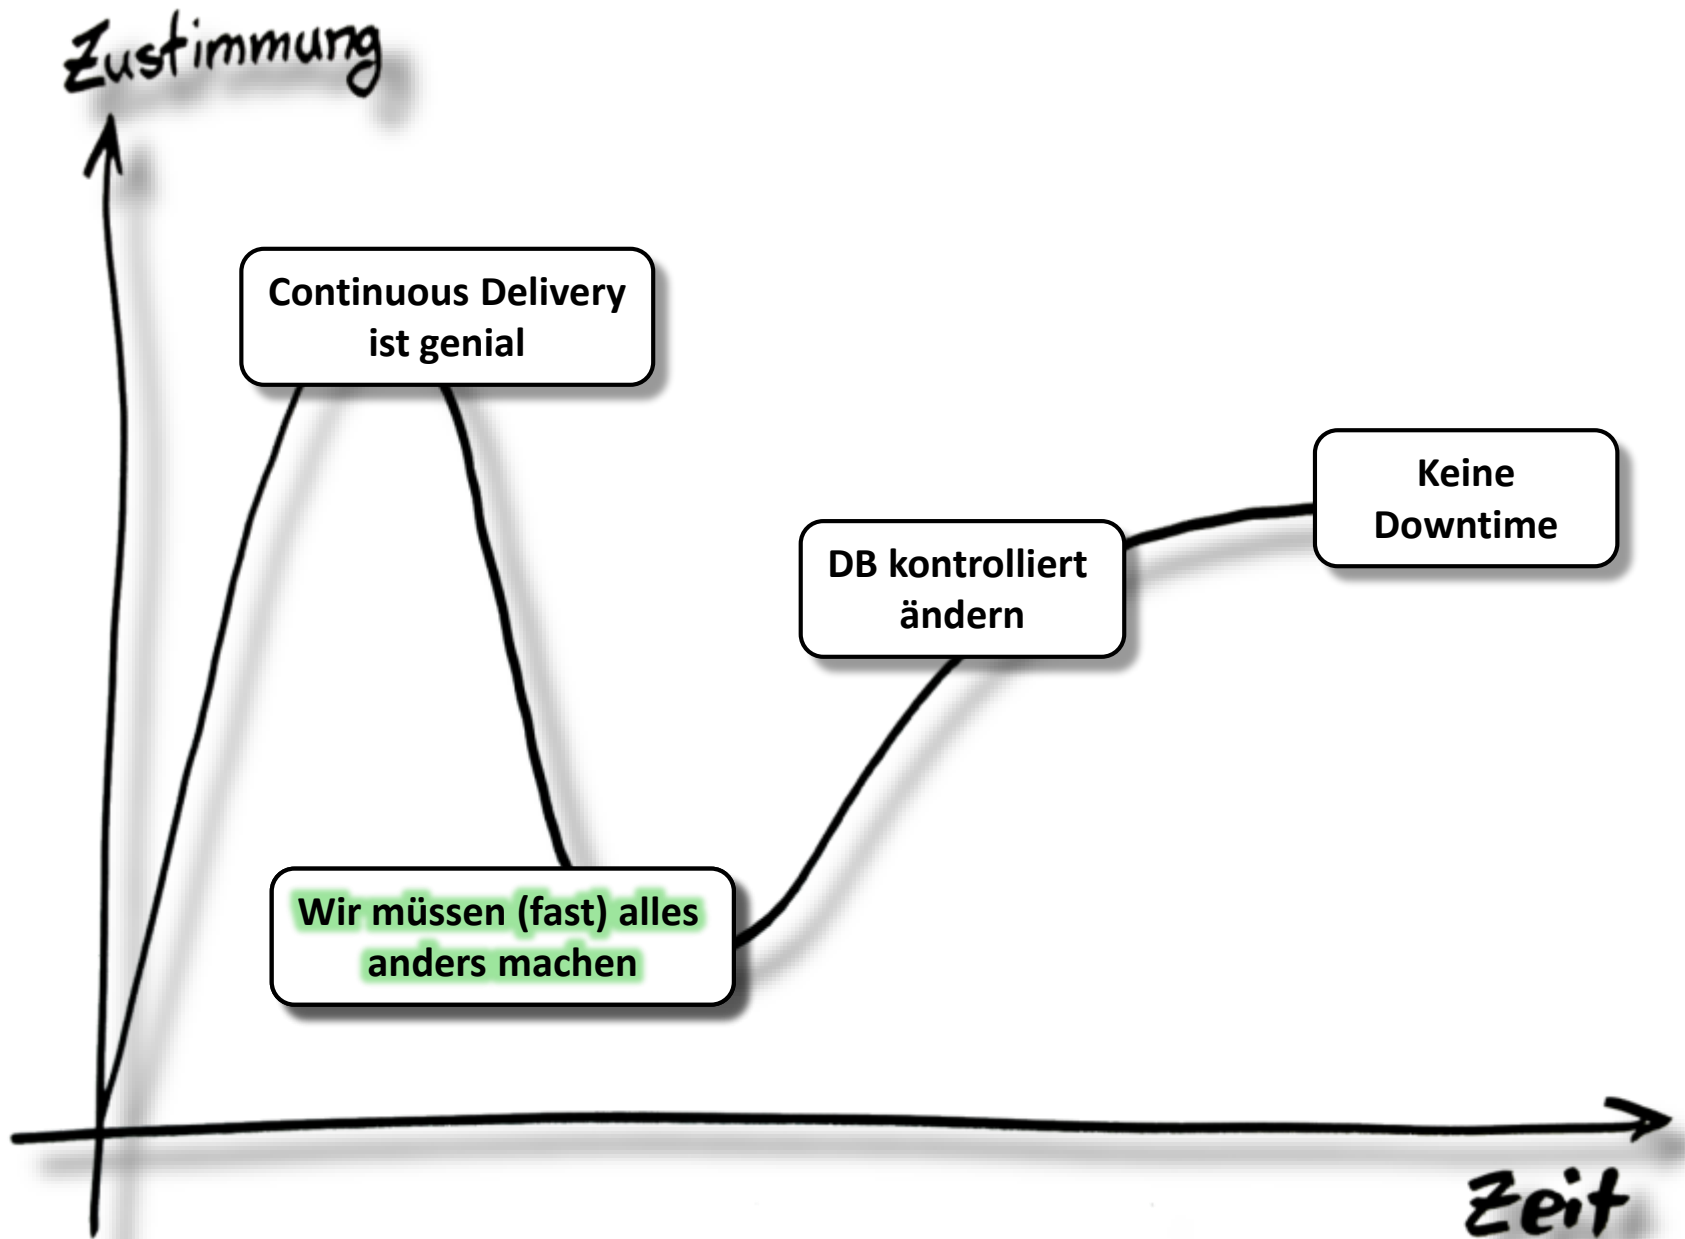 Zustimmung
Continuous Delivery
ist genial
Keine
Downtime
DB kontrolliert
ändern
Wir müssen (fast) alles
anders machen
Zeit